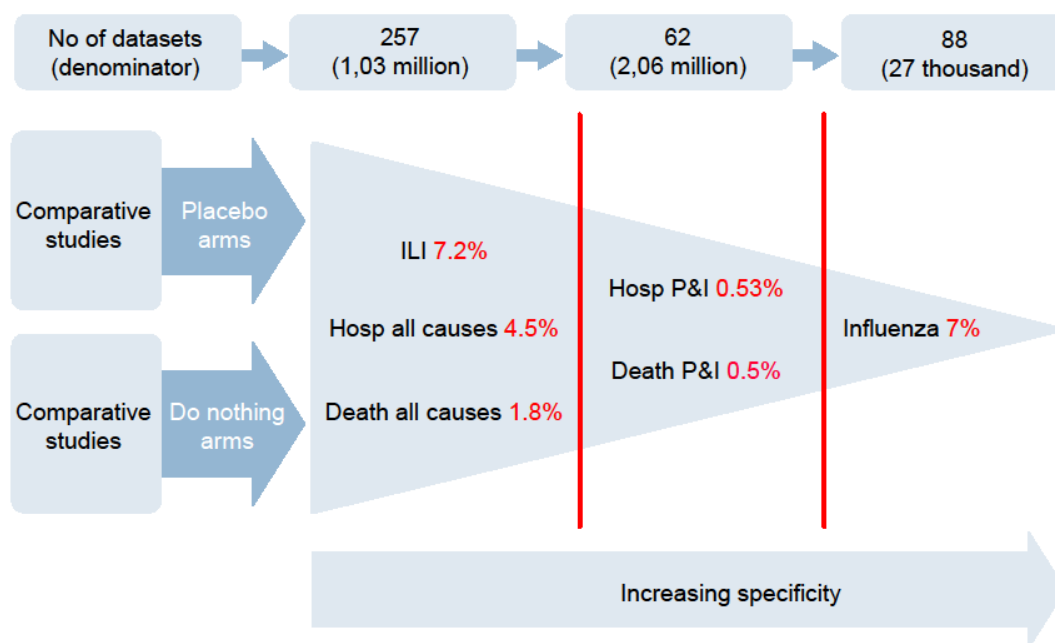 No of datasets
(denominator)
257
(1,03 million)
62
(2,06 million)
88
(27 thousand)
Comparative
studies
Placebo
arms
ILI 7.2%
Hosp all causes 4.5%
Death all causes 1.8%
Hosp P&I 0.53%
Death P&I 0.5%
Influenza 7%
Comparative
studies
Do nothing
arms
Increasing specificity